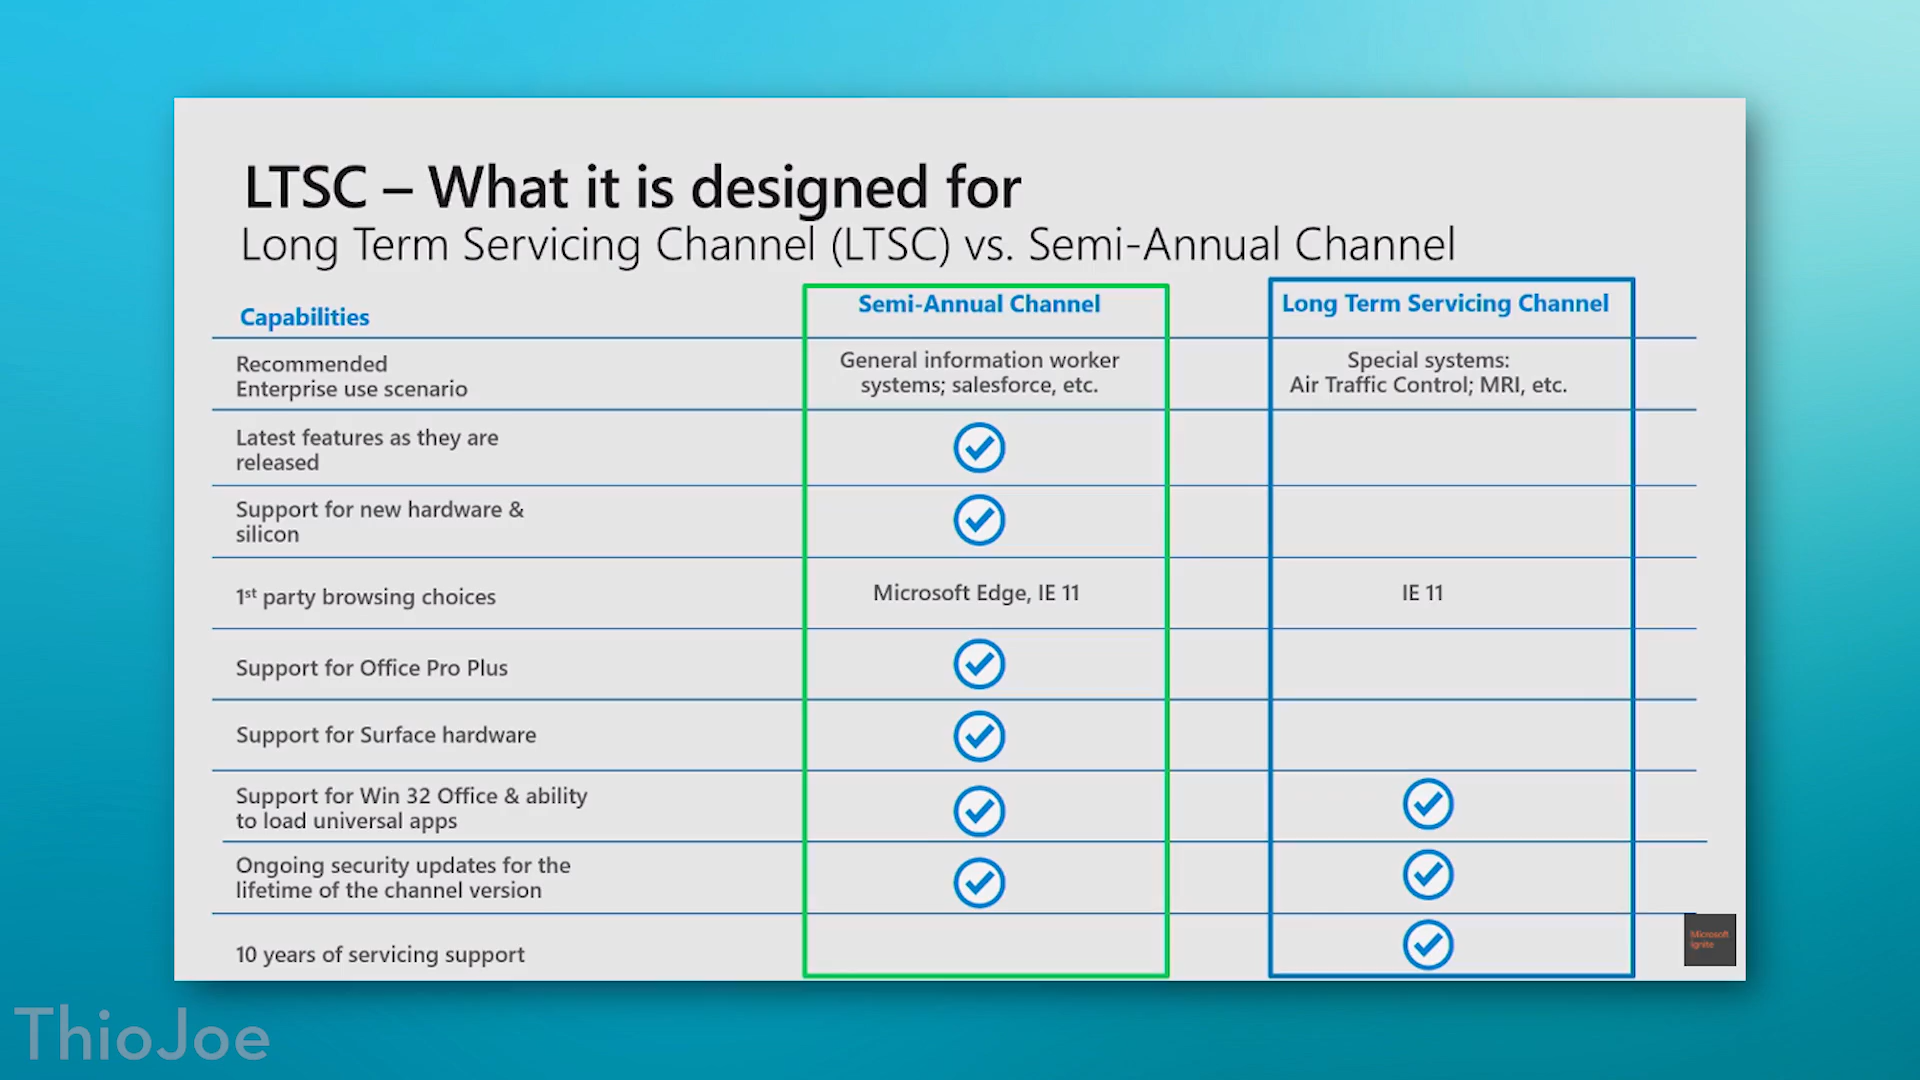 LTSC – What it is designed for
Long Term Servicing Channel (LTSC) vs. Semi-Annual Channel
Capabilities
Semi-Annual Channel
Long Term Servicing Channel
Recommended
Enterprise use scenario
General information worker
systems; salesforce, etc.
Special systems:
Air Traffic Control; MRI, etc.
Latest features as they are
released
Support for new hardware &
silicon
1st party browsing choices
Microsoft Edge, IE 11
IE 11
Support for Office Pro Plus
Support for Surface hardware
Support for Win 32 Office & ability
to load universal apps
Ongoing security updates for the
lifetime of the channel version
10 years of servicing support
Microsoft
Ignite
ThioJoe